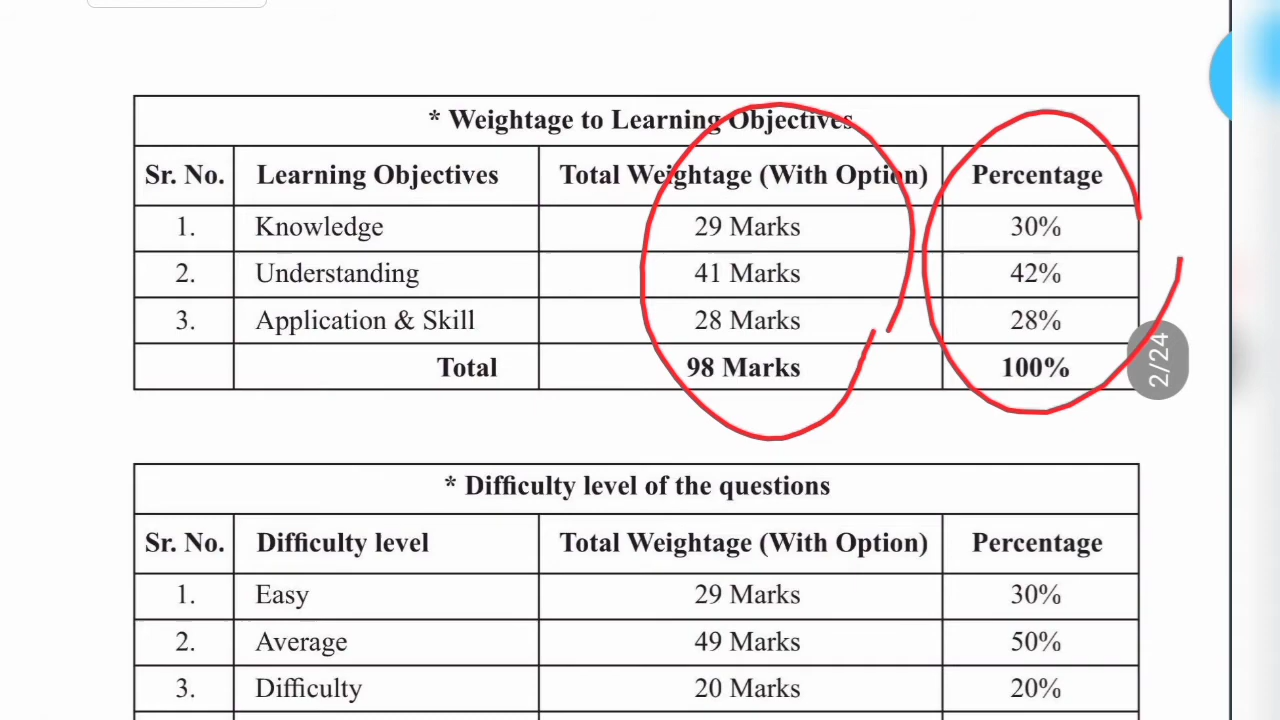 * Weightage to Learning Objectives
Sr. No. Learning Objectives Total Weightage (With Option) Percentage
1. Knowledge 29 Marks 30%
2. Understanding 41 Marks 42%
3. Application & Skill 28 Marks 28%
Total 98 Marks 100%
2/24
* Difficulty level of the questions
Sr. No. Difficulty level Total Weightage (With Option) Percentage
1. Easy 29 Marks 30%
2. Average 49 Marks 50%
3. Difficulty 20 Marks 20%